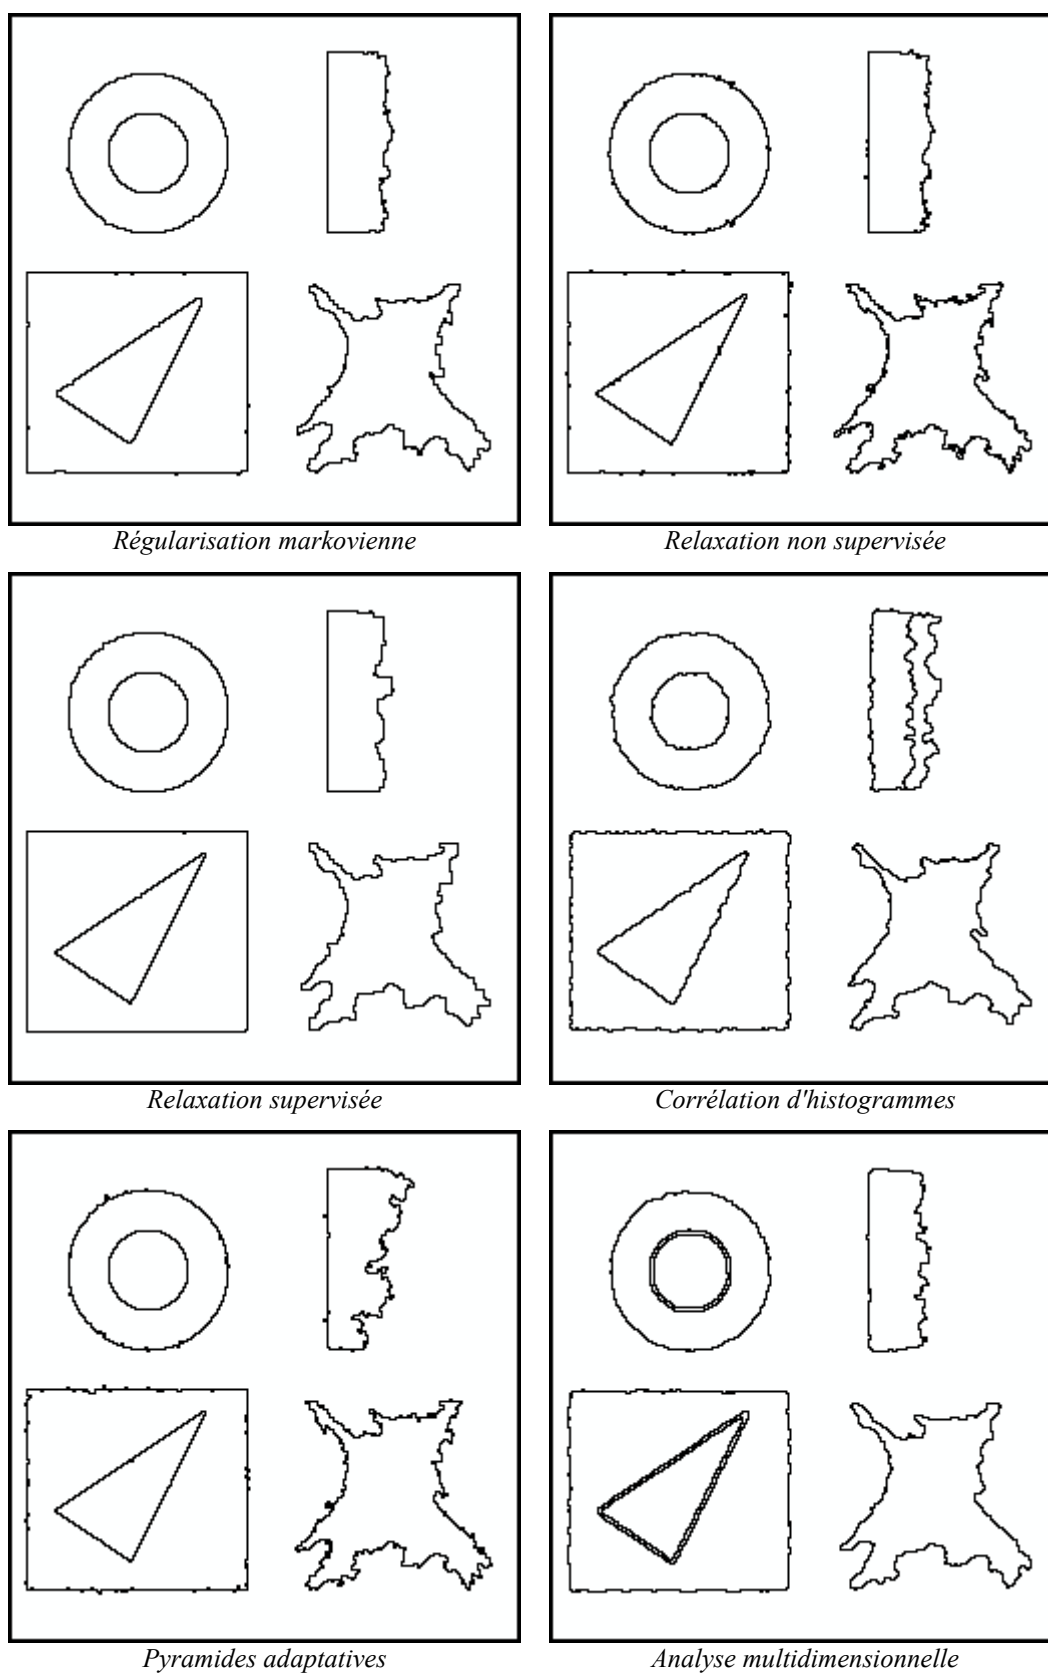 Régularisation markovienne
Relaxation non supervisée
Relaxation supervisée
Corrélation d'histogrammes
Pyramides adaptatives
Analyse multidimensionnelle